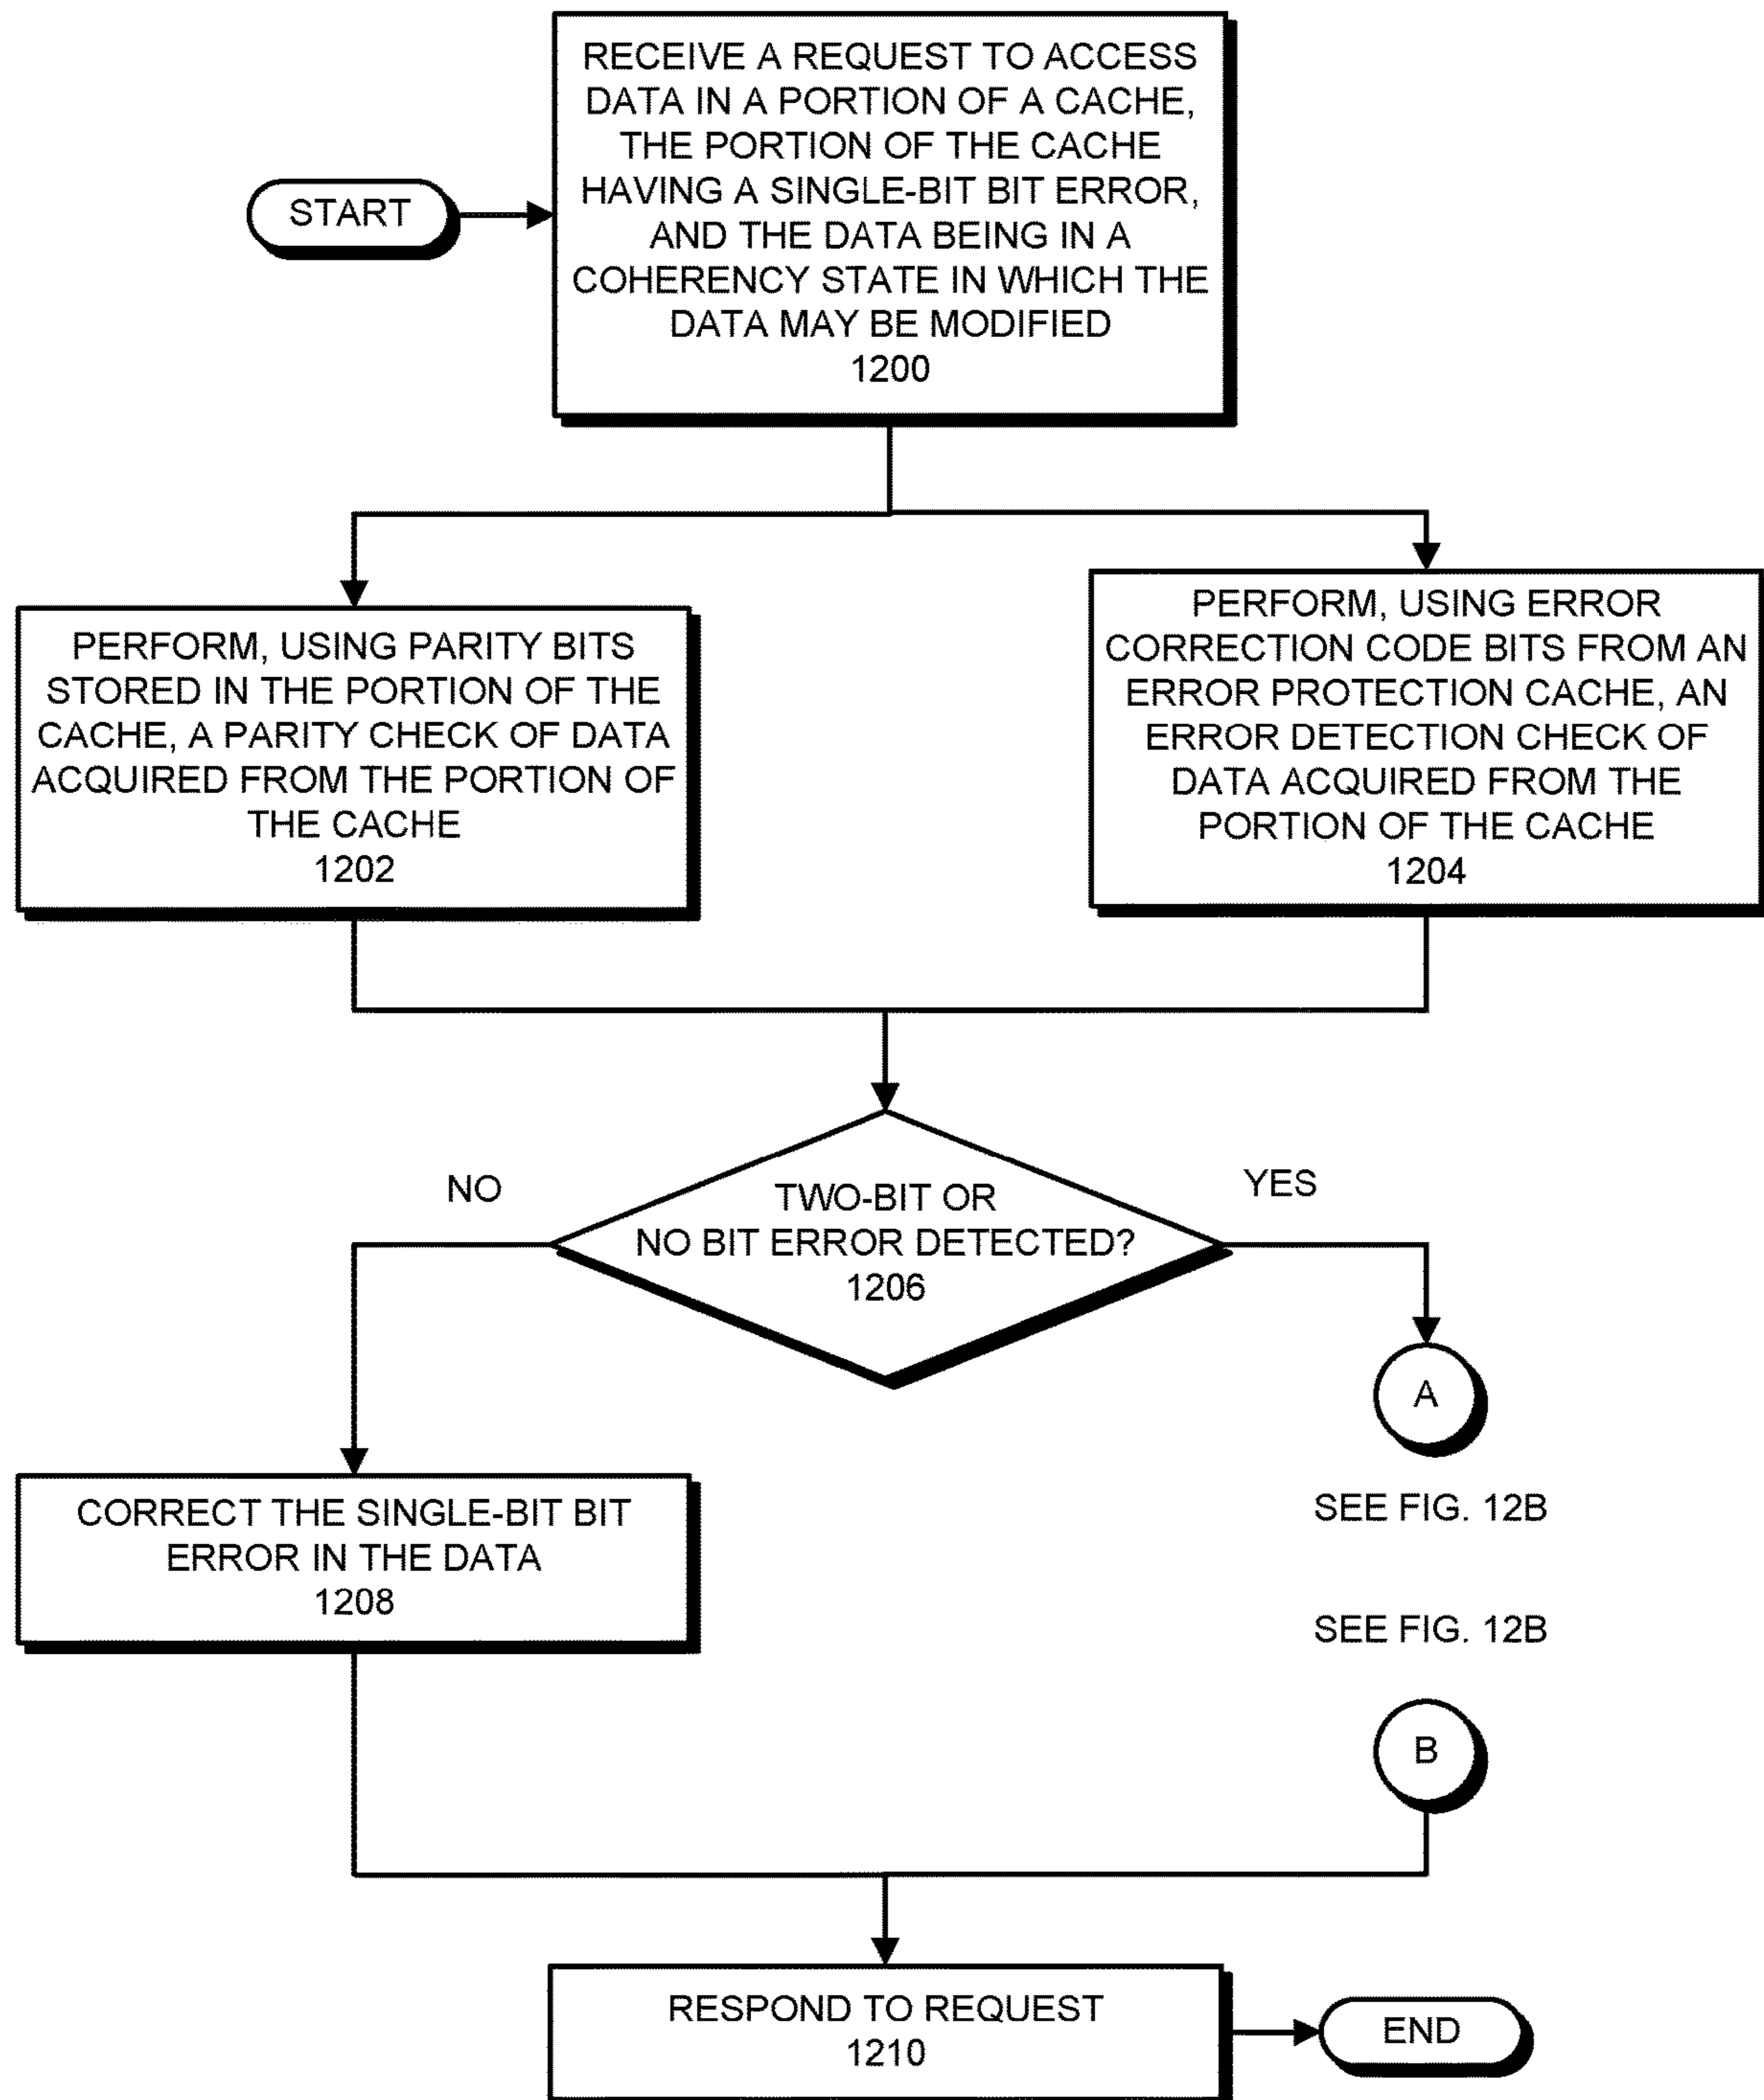 START
RECEIVE A REQUEST TO ACCESS
DATA IN A PORTION OF A CACHE,
THE PORTION OF THE CACHE
HAVING A SINGLE-BIT BIT ERROR,
AND THE DATA BEING IN A
COHERENCY STATE IN WHICH THE
DATA MAY BE MODIFIED
1200
PERFORM, USING PARITY BITS
STORED IN THE PORTION OF THE
CACHE, A PARITY CHECK OF DATA
ACQUIRED FROM THE PORTION OF
THE CACHE
1202
PERFORM, USING ERROR
CORRECTION CODE BITS FROM AN
ERROR PROTECTION CACHE, AN
ERROR DETECTION CHECK OF
DATA ACQUIRED FROM THE
PORTION OF THE CACHE
1204
TWO-BIT OR
NO BIT ERROR DETECTED?
1206
NO
YES
A
SEE FIG. 12B
CORRECT THE SINGLE-BIT BIT
ERROR IN THE DATA
1208
SEE FIG. 12B
B
RESPOND TO REQUEST
1210
END